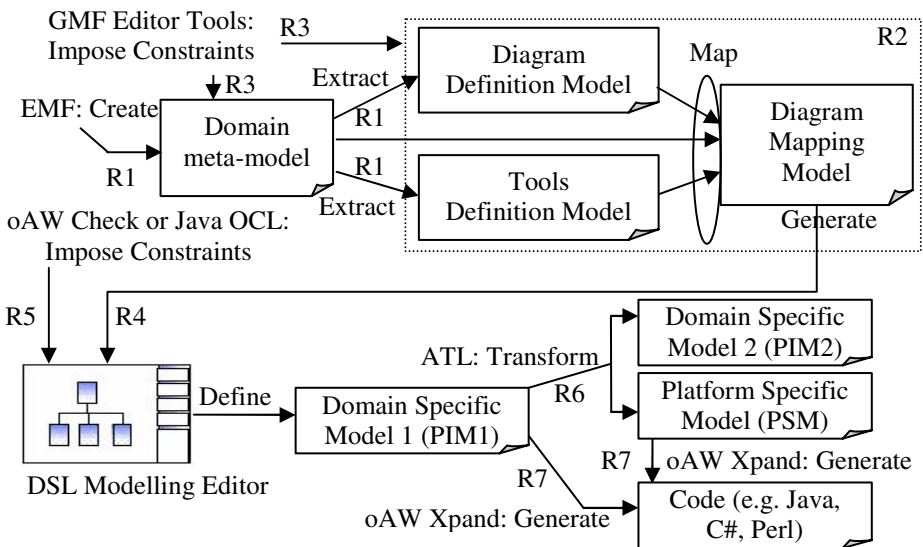 GMF Editor Tools:
Impose Constraints
R3
R2
R3
Extract
Diagram
Definition Model
Map
EMF: Create
R1
Domain
meta-model
R1
R1
Extract
Tools
Definition Model
Diagram
Mapping
Model
Generate
oAW Check or Java OCL:
Impose Constraints
R5
R4
ATL: Transform
R6
Domain Specific
Model 2 (PIM2)
Define
Domain Specific
Model 1 (PIM1)
Platform Specific
Model (PSM)
DSL Modelling Editor
R7
R7
oAW Xpand: Generate
oAW Xpand: Generate
Code (e.g. Java,
C#, Perl)